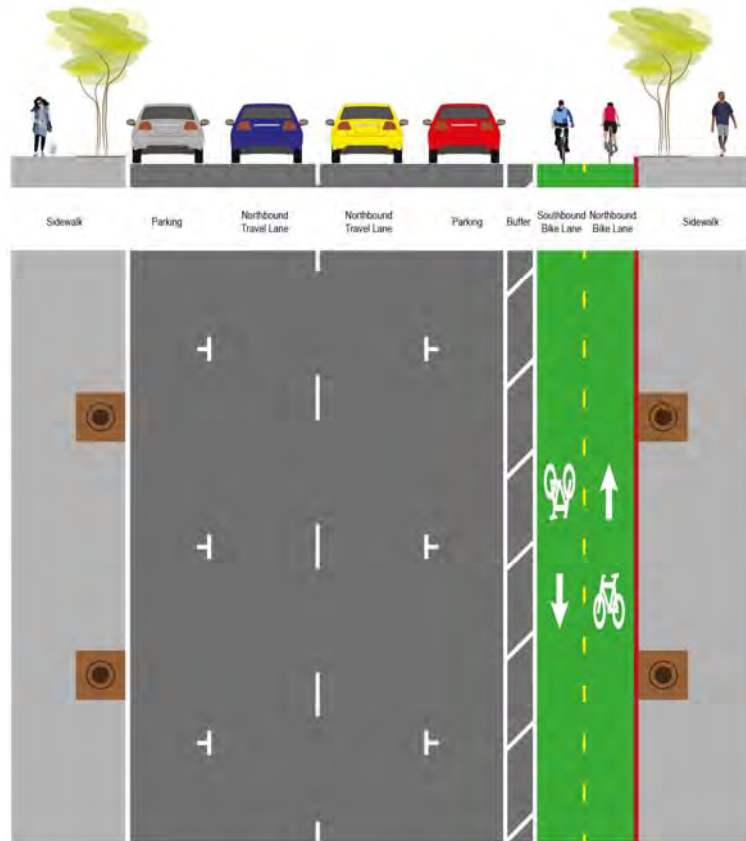 Sidewalk
Parking
Northbound
Travel Lane
Northbound
Travel Lane
Parking
Buffer
Southbound
Bike Lane
Northbound
Bike Lane
Sidewalk